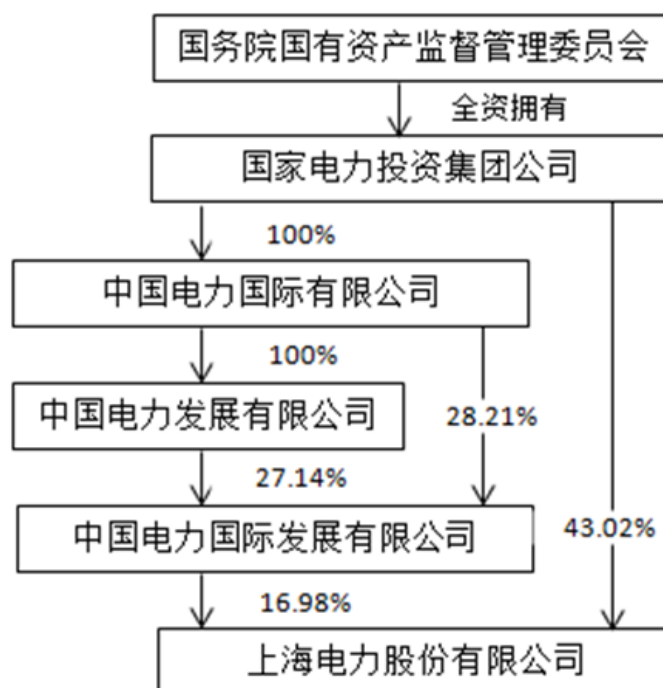 国务院国有资产监督管理委员会
全资拥有
国家电力投资集团公司
100%
中国电力国际有限公司
100%
中国电力发展有限公司
28.21%
27.14%
中国电力国际发展有限公司
43.02%
16.98%
上海电力股份有限公司